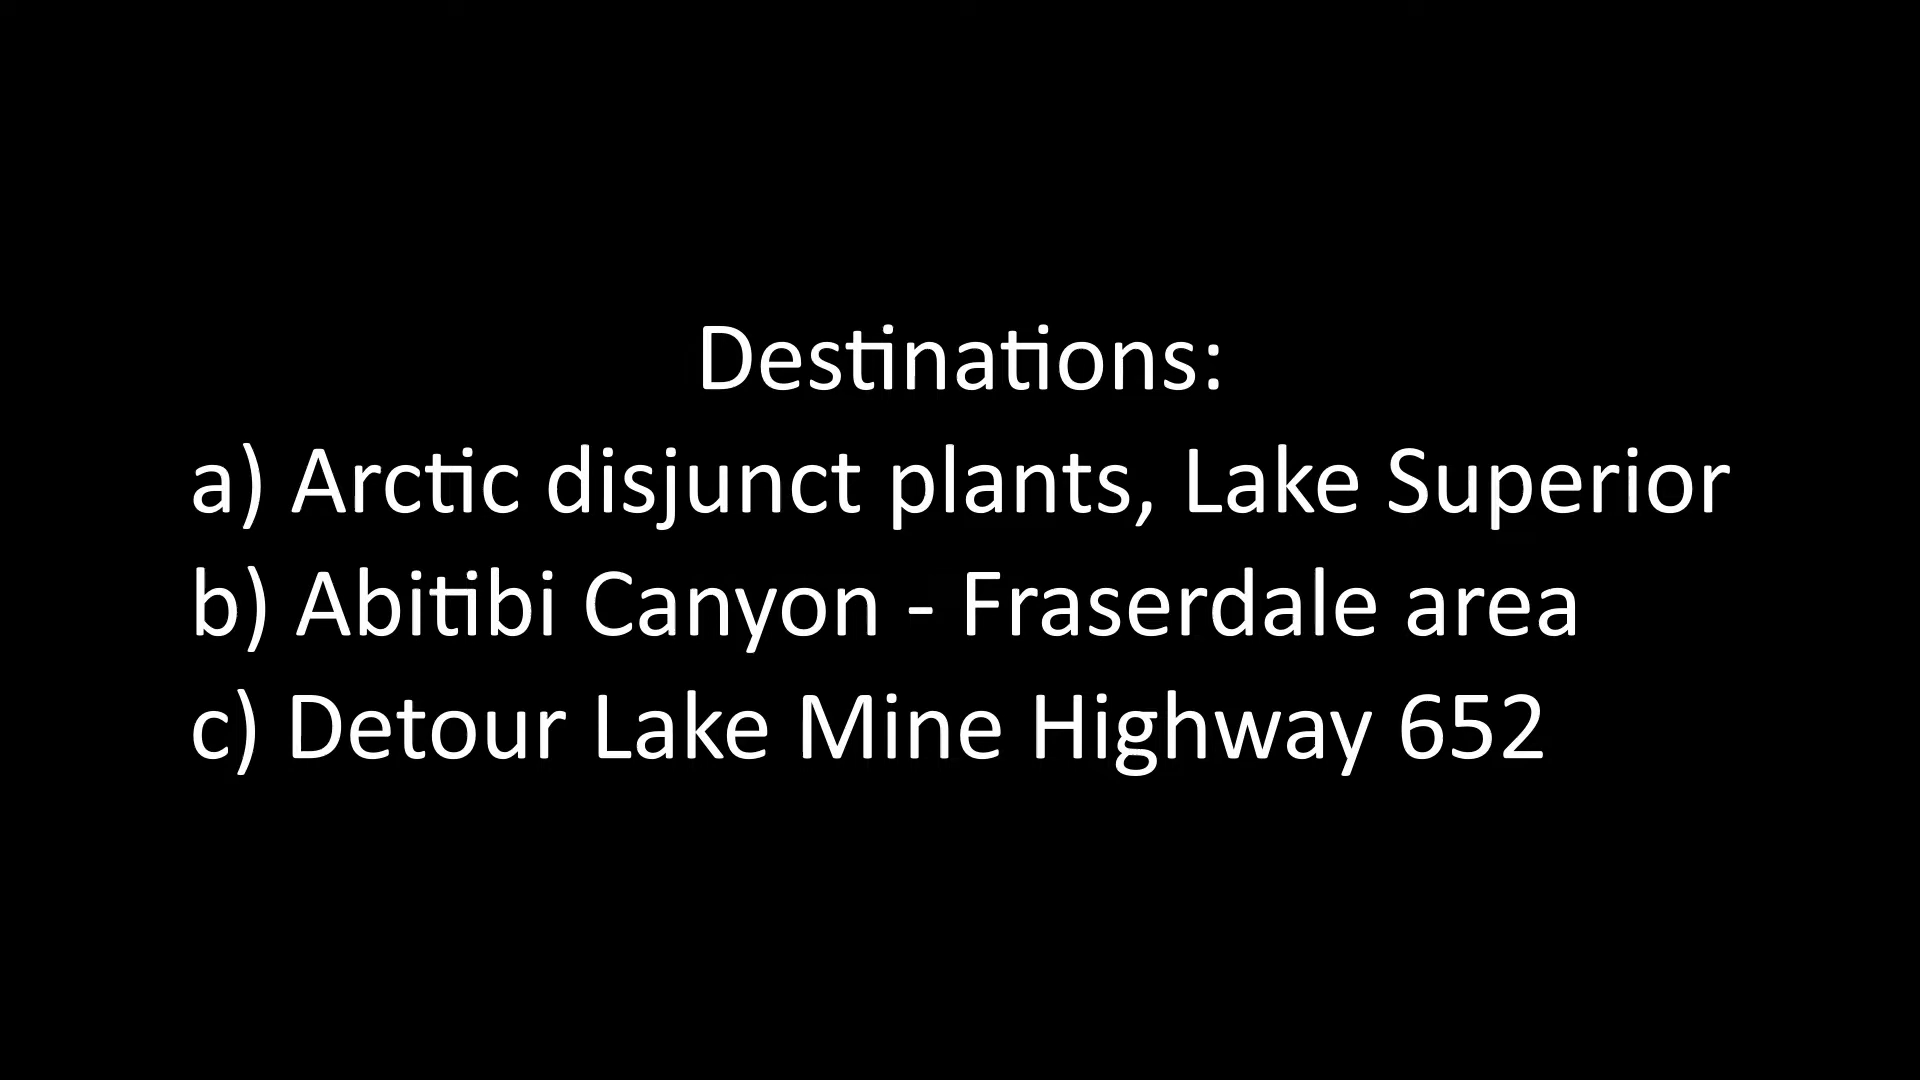 Destinations:
a) Arctic disjunct plants, Lake Superior
b) Abitibi Canyon - Fraserdale area
c) Detour Lake Mine Highway 652